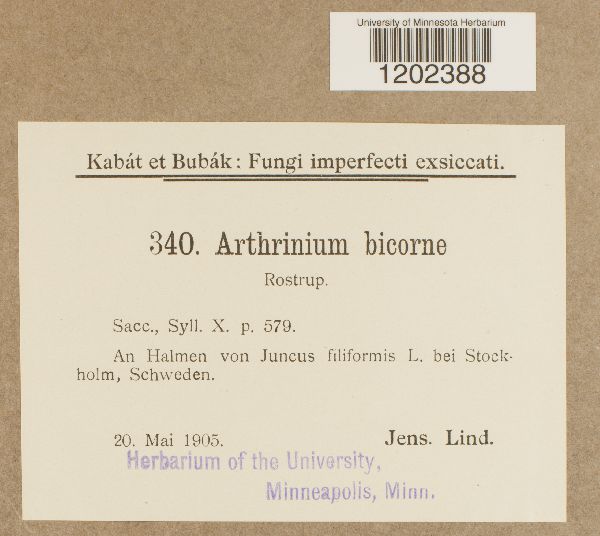 University of Minnesota Herbarium
1202388
Kabát et Bubák: Fungi imperfecti exsiccati.
340. Arthrinium bicorne
Rostrup.
Sacc., Syll. X. p. 579.
An Halmen von Juncus filiformis L. bei Stock-
holm, Schweden.
20. Mai 1905.
Jens. Lind.
Herbarium of the University,
Minneapolis, Minn.